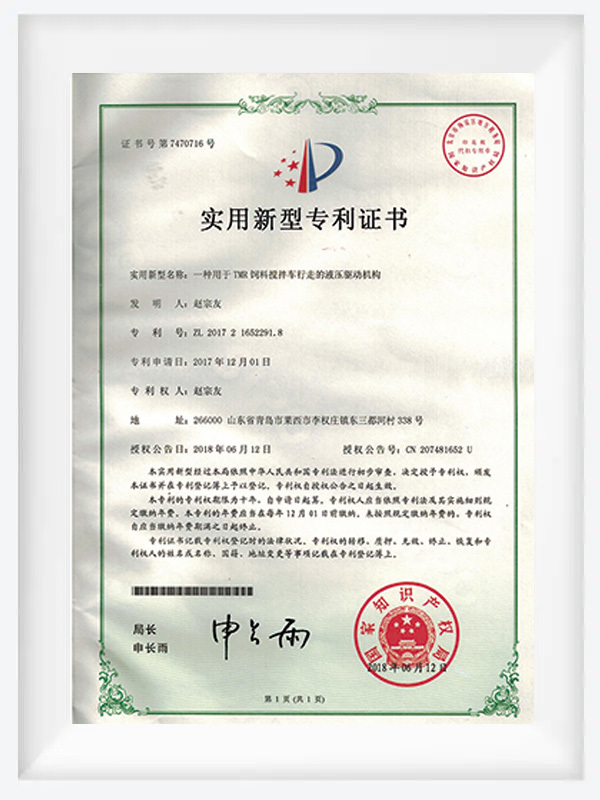 证书号第7470716号
实用新型专利证书
实用新型名称：一种用于TMR饲料搅拌车行走的液压驱动机构
发 明 人：赵宗友
专 利 号：ZL 2017 2 1652291.8
专利申请日：2017年12月01日
专 利 权 人：赵宗友
地 址：266000 山东省青岛市莱西市李权庄镇东三都河村338号
授权公告日：2018年06月12日 授权公告号：CN 207481652 U
本实用新型经过本局依照中华人民共和国专利法进行初步审查，决定授予专利权，颁发
本证书并在专利登记簿上予以登记。专利权自授权公告之日起生效。
本专利的专利权期限为十年，自申请日起算。专利权人应当依照专利法及其实施细则规
定缴纳年费。本专利的年费应当在每年12月01日前缴纳。未按照规定缴纳年费的，专利权
自应当缴纳年费期满之日起终止。
专利证书记载专利权登记时的法律状况。专利权的转移、质押、无效、终止、恢复和专
利权人的姓名或名称、国籍、地址变更等事项记载在专利登记簿上。
局长
申长雨
申长雨
国家知识产权局
2018年06月12日
第1页(共1页)